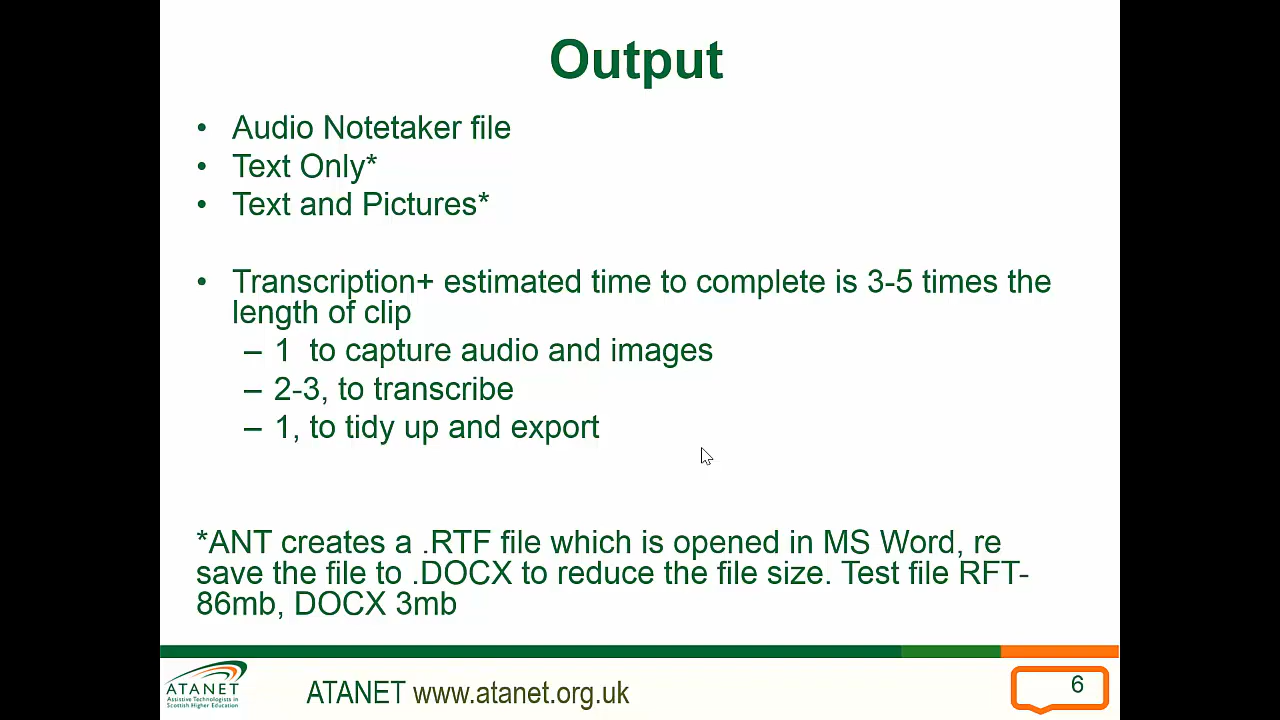 Output
• Audio Notetaker file
• Text Only*
• Text and Pictures*
• Transcription+ estimated time to complete is 3-5 times the
length of clip
– 1  to capture audio and images
– 2-3, to transcribe
– 1, to tidy up and export
*ANT creates a .RTF file which is opened in MS Word, re
save the file to .DOCX to reduce the file size. Test file RFT-
86mb, DOCX 3mb
ATANET
Assistive Technologists in
Scottish Higher Education
ATANET www.atanet.org.uk
6